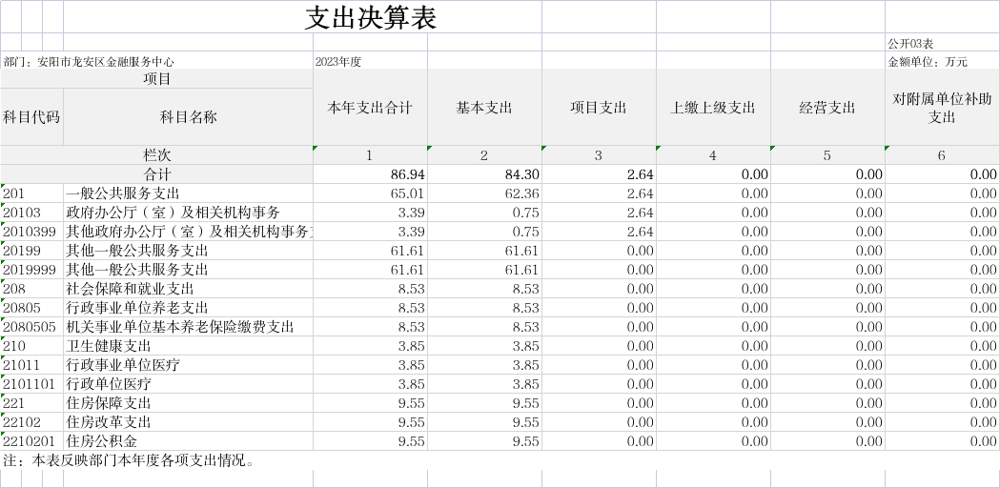 支出决算表
公开03表
部门：安阳市龙安区金融服务中心 2023年度 金额单位：万元
项目 本年支出合计 基本支出 项目支出 上缴上级支出 经营支出 对附属单位补助支出
科目代码 科目名称
栏次 1 2 3 4 5 6
合计 86.94 84.30 2.64 0.00 0.00 0.00
201 一般公共服务支出 65.01 62.36 2.64 0.00 0.00 0.00
20103 政府办公厅（室）及相关机构事务 3.39 0.75 2.64 0.00 0.00 0.00
2010399 其他政府办公厅（室）及相关机构事务 3.39 0.75 2.64 0.00 0.00 0.00
20199 其他一般公共服务支出 61.61 61.61 0.00 0.00 0.00 0.00
2019999 其他一般公共服务支出 61.61 61.61 0.00 0.00 0.00 0.00
208 社会保障和就业支出 8.53 8.53 0.00 0.00 0.00 0.00
20805 行政事业单位养老支出 8.53 8.53 0.00 0.00 0.00 0.00
2080505 机关事业单位基本养老保险缴费支出 8.53 8.53 0.00 0.00 0.00 0.00
210 卫生健康支出 3.85 3.85 0.00 0.00 0.00 0.00
21011 行政事业单位医疗 3.85 3.85 0.00 0.00 0.00 0.00
2101101 行政单位医疗 3.85 3.85 0.00 0.00 0.00 0.00
221 住房保障支出 9.55 9.55 0.00 0.00 0.00 0.00
22102 住房改革支出 9.55 9.55 0.00 0.00 0.00 0.00
2210201 住房公积金 9.55 9.55 0.00 0.00 0.00 0.00
注：本表反映部门本年度各项支出情况。